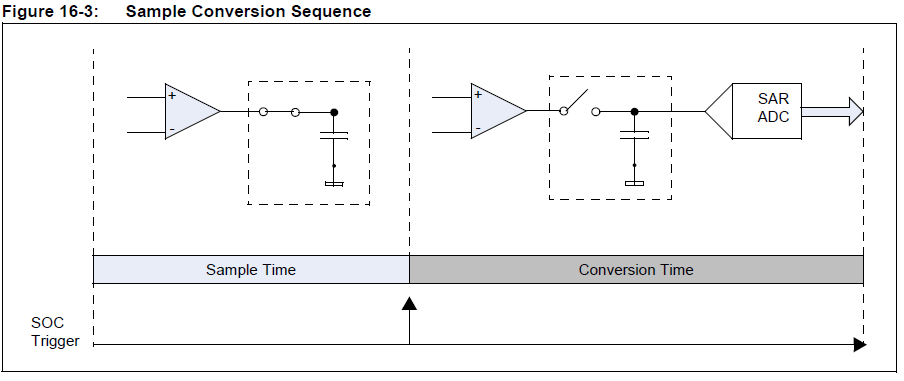 Figure 16-3: Sample Conversion Sequence
+
-
+
-
SAR
ADC
Sample Time
Conversion Time
SOC
Trigger